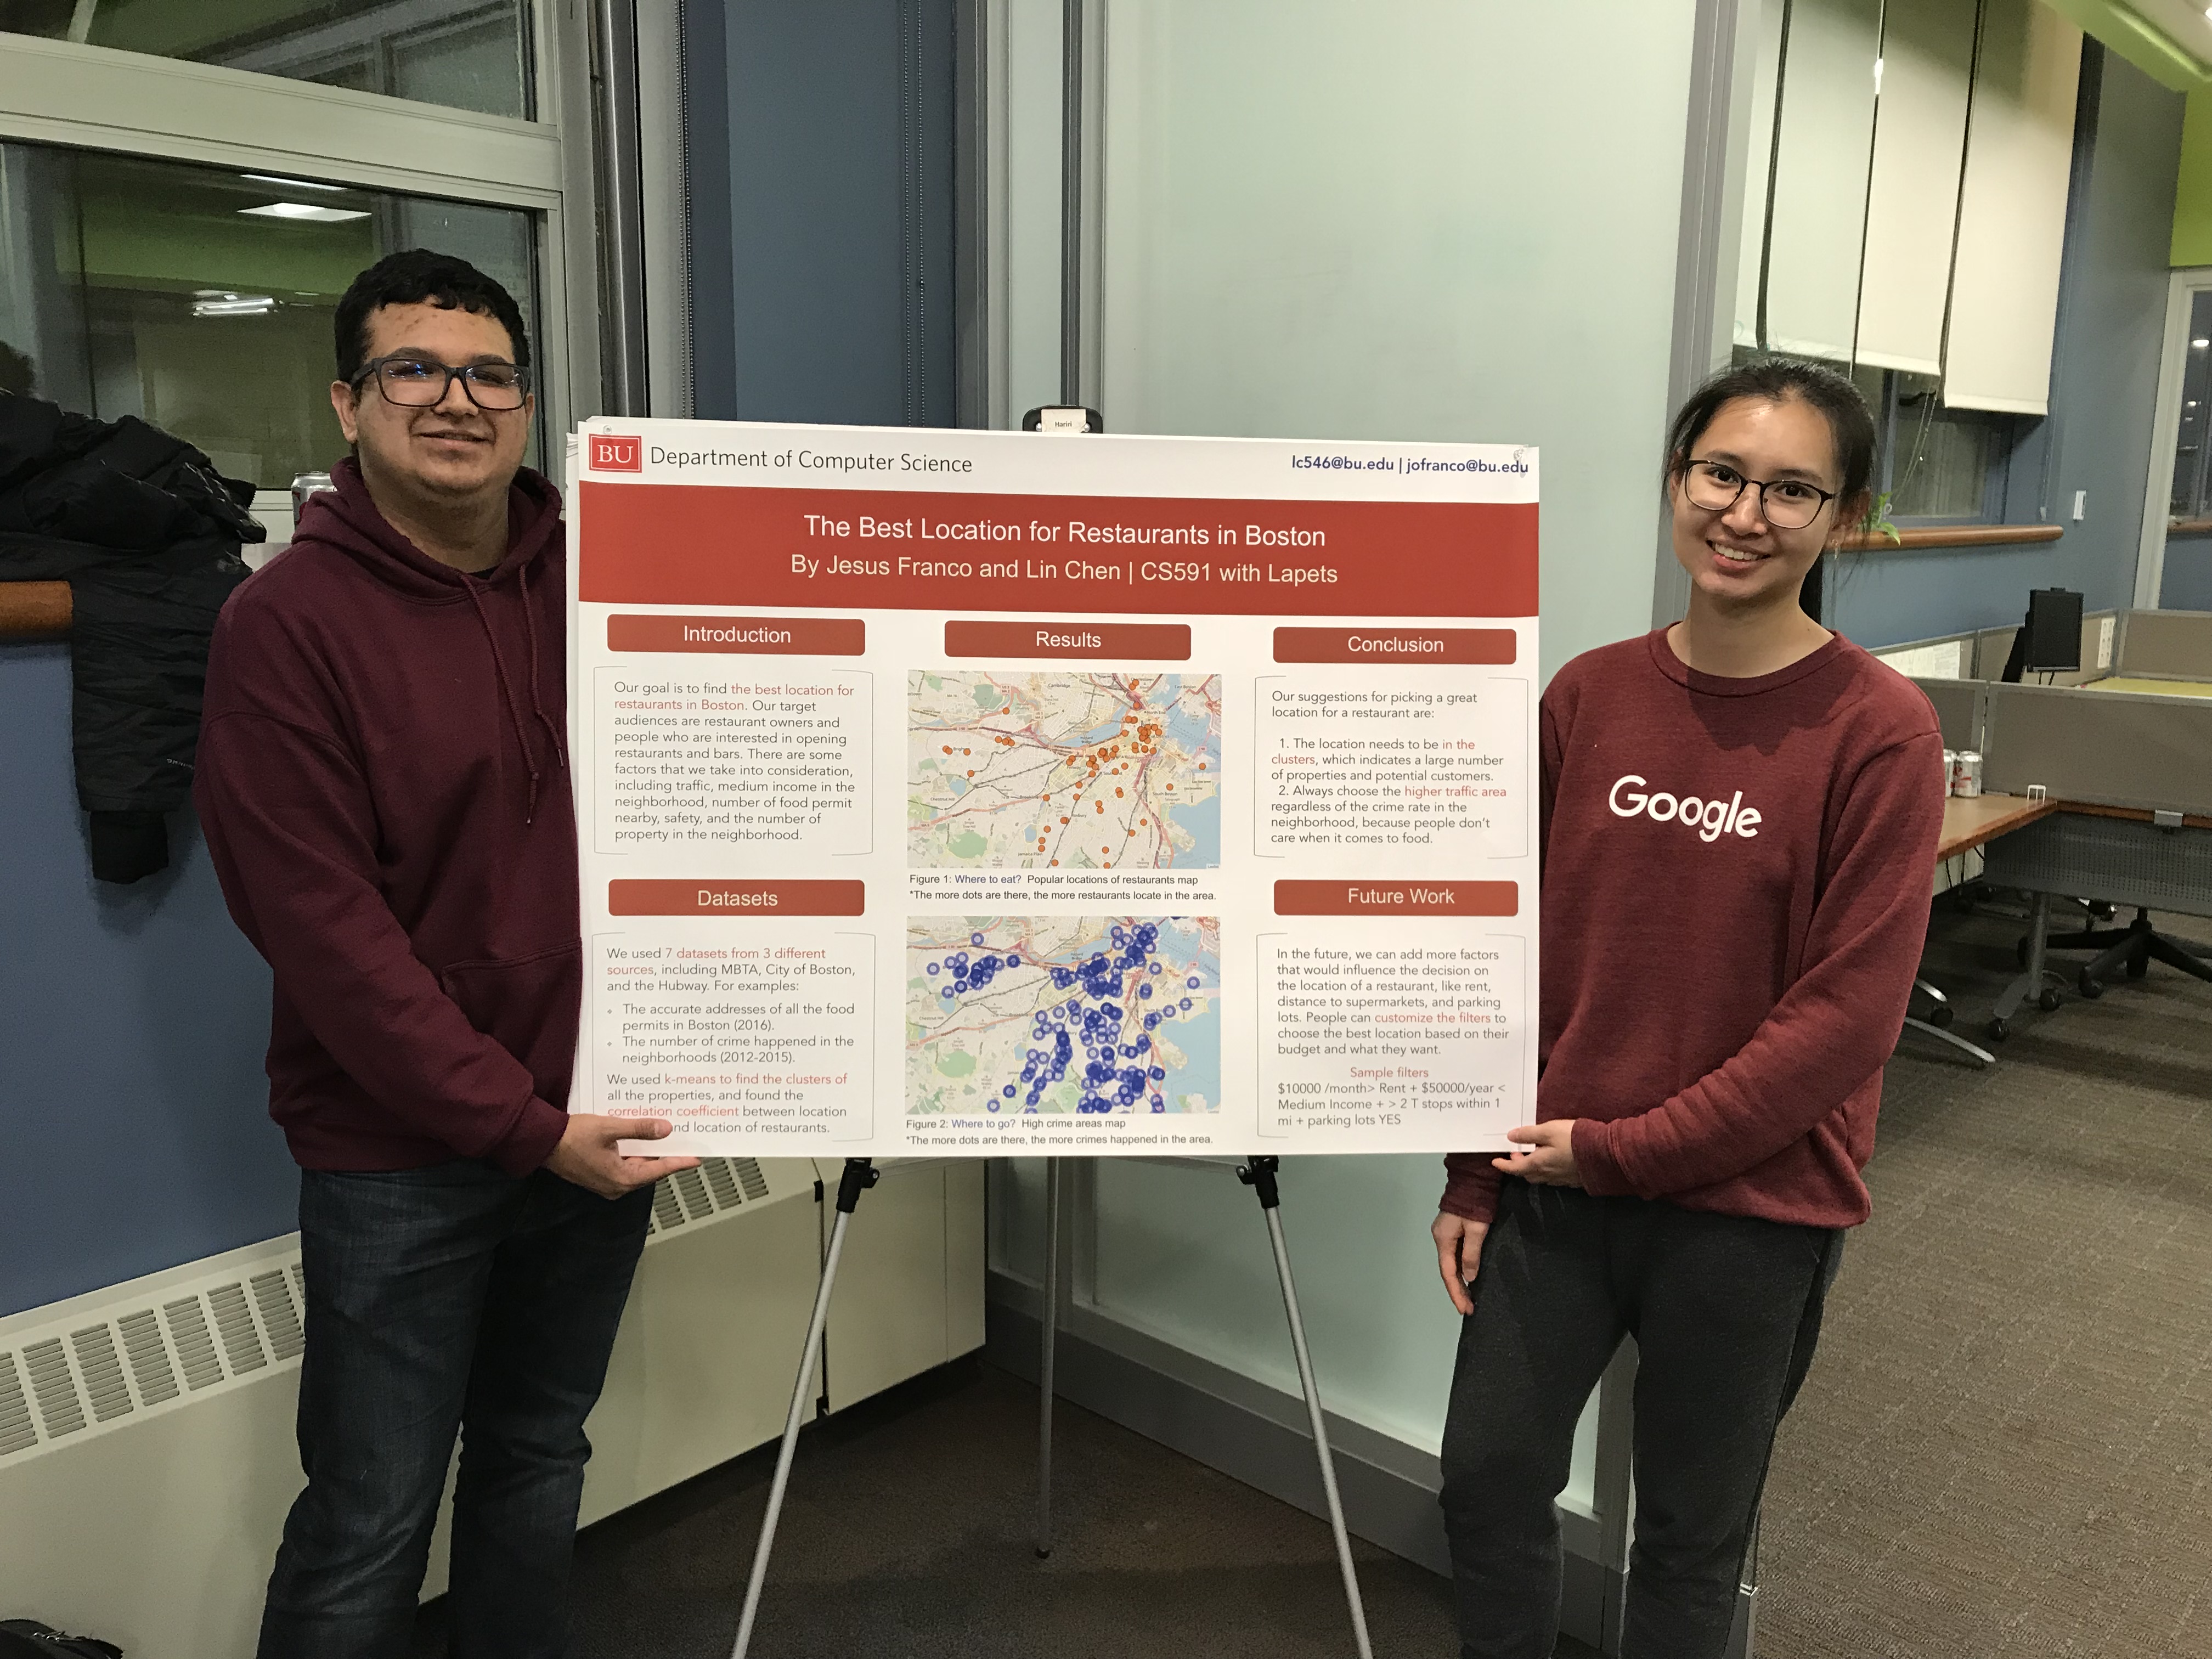 Hariri
BU Department of Computer Science
lc546@bu.edu | jofranco@bu.edu
The Best Location for Restaurants in Boston
By Jesus Franco and Lin Chen | CS591 with Lapets
Introduction
Our goal is to find the best location for
restaurants in Boston. Our target
audiences are restaurant owners and
people who are interested in opening
restaurants and bars. There are some
factors that we take into consideration,
including traffic, medium income in the
neighborhood, number of food permit
nearby, safety, and the number of
property in the neighborhood.
Datasets
We used 7 datasets from 3 different
sources, including MBTA, City of Boston,
and the Hubway. For examples:
The accurate addresses of all the food
permits in Boston (2016).
The number of crime happened in the
neighborhoods (2012-2015).
We used k-means to find the clusters of
all the properties, and found the
correlation coefficient between location
nd location of restaurants.
Results
Figure 1: Where to eat? Popular locations of restaurants map
*The more dots are there, the more restaurants locate in the area.
Figure 2: Where to go? High crime areas map
*The more dots are there, the more crimes happened in the area.
Conclusion
Our suggestions for picking a great
location for a restaurant are:
1. The location needs to be in the
clusters, which indicates a large number
of properties and potential customers.
2. Always choose the higher traffic area
regardless of the crime rate in the
neighborhood, because people don't
care when it comes to food.
Future Work
In the future, we can add more factors
that would influence the decision on
the location of a restaurant, like rent,
distance to supermarkets, and parking
lots. People can customize the filters to
choose the best location based on their
budget and what they want.
Sample filters
$10000 /month> Rent + $50000/year <
Medium Income + > 2 T stops within 1
mi + parking lots YES
Google